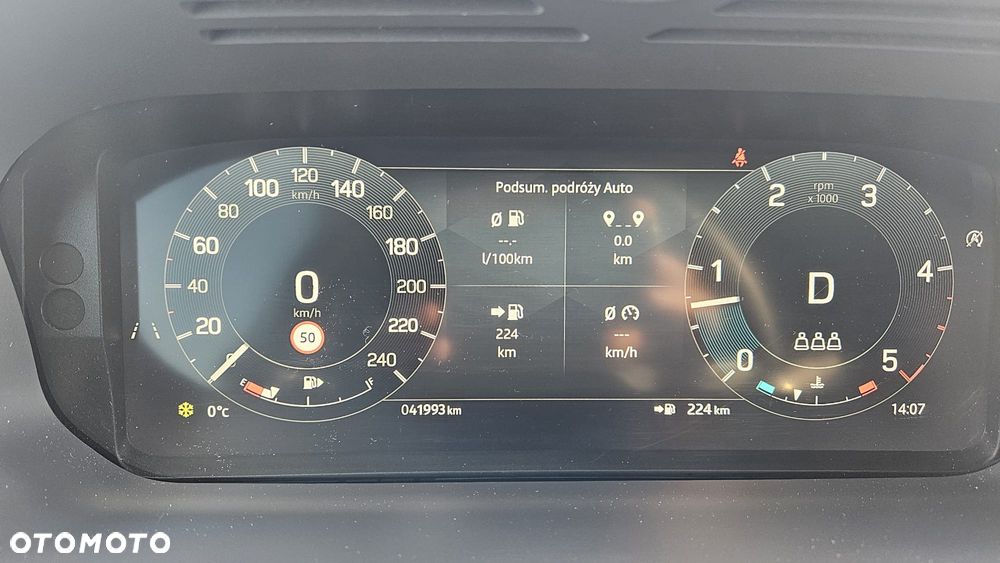 Podsum. podróży Auto
--.-
l/100km
0.0
km
224
km
---
km/h
0
20
40
60
80
100
120
km/h
140
160
180
200
220
240
0
km/h
50
E
F
0°C
041993 km
224 km
0
1
2
rpm
x 1000
3
4
5
D
14:07
OTOMOTO